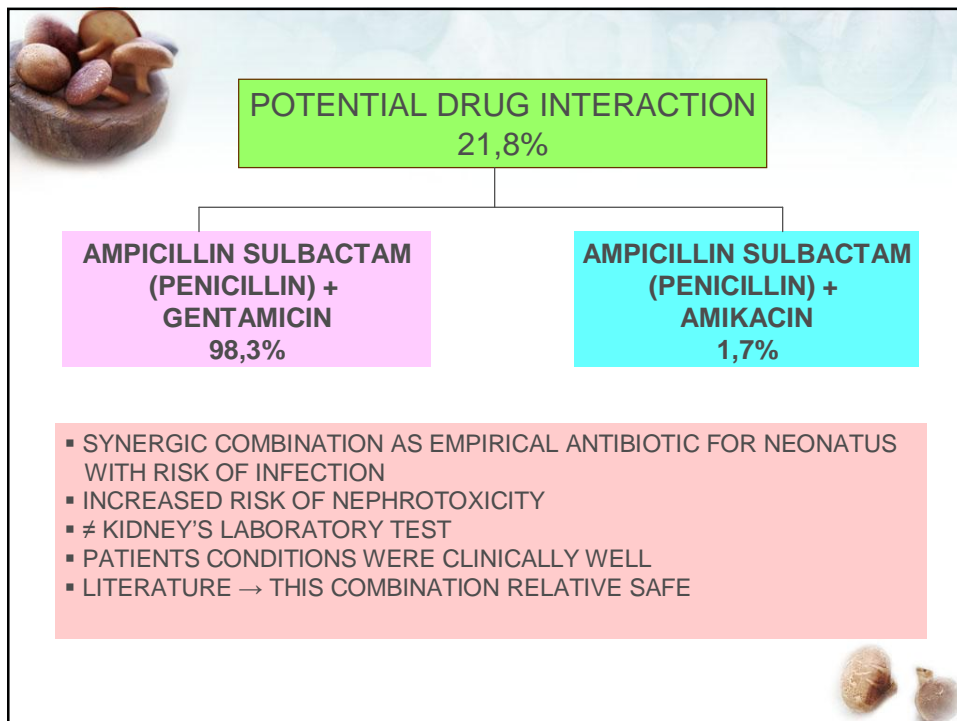 POTENTIAL DRUG INTERACTION
21,8%
AMPICILLIN SULBACTAM
(PENICILLIN) +
GENTAMICIN
98,3%
AMPICILLIN SULBACTAM
(PENICILLIN) +
AMIKACIN
1,7%
▪ SYNERGIC COMBINATION AS EMPIRICAL ANTIBIOTIC FOR NEONATUS
WITH RISK OF INFECTION
▪ INCREASED RISK OF NEPHROTOXICITY
▪ ≠ KIDNEY'S LABORATORY TEST
▪ PATIENTS CONDITIONS WERE CLINICALLY WELL
▪ LITERATURE → THIS COMBINATION RELATIVE SAFE